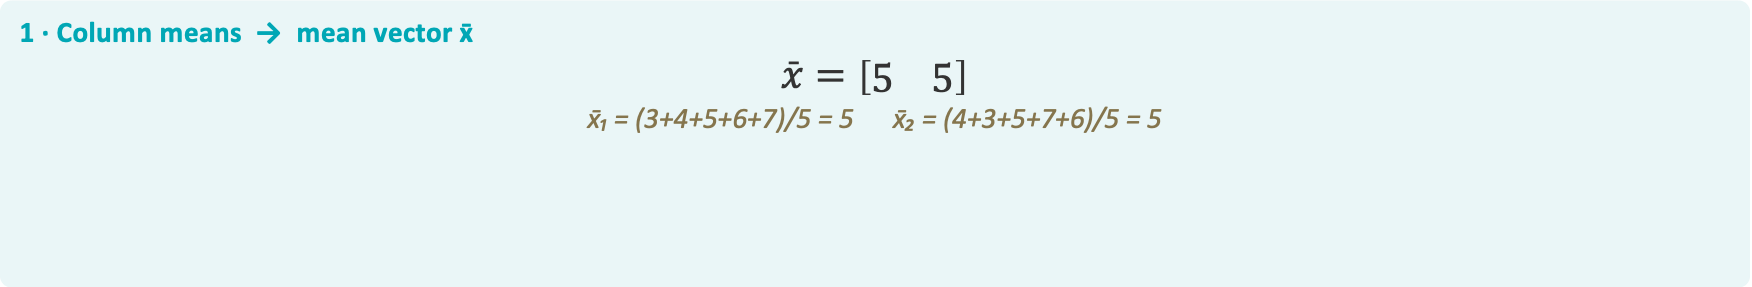 1 · Column means → mean vector x̄
x̄ = [5 5]
x̄₁ = (3+4+5+6+7)/5 = 5 x̄₂ = (4+3+5+7+6)/5 = 5